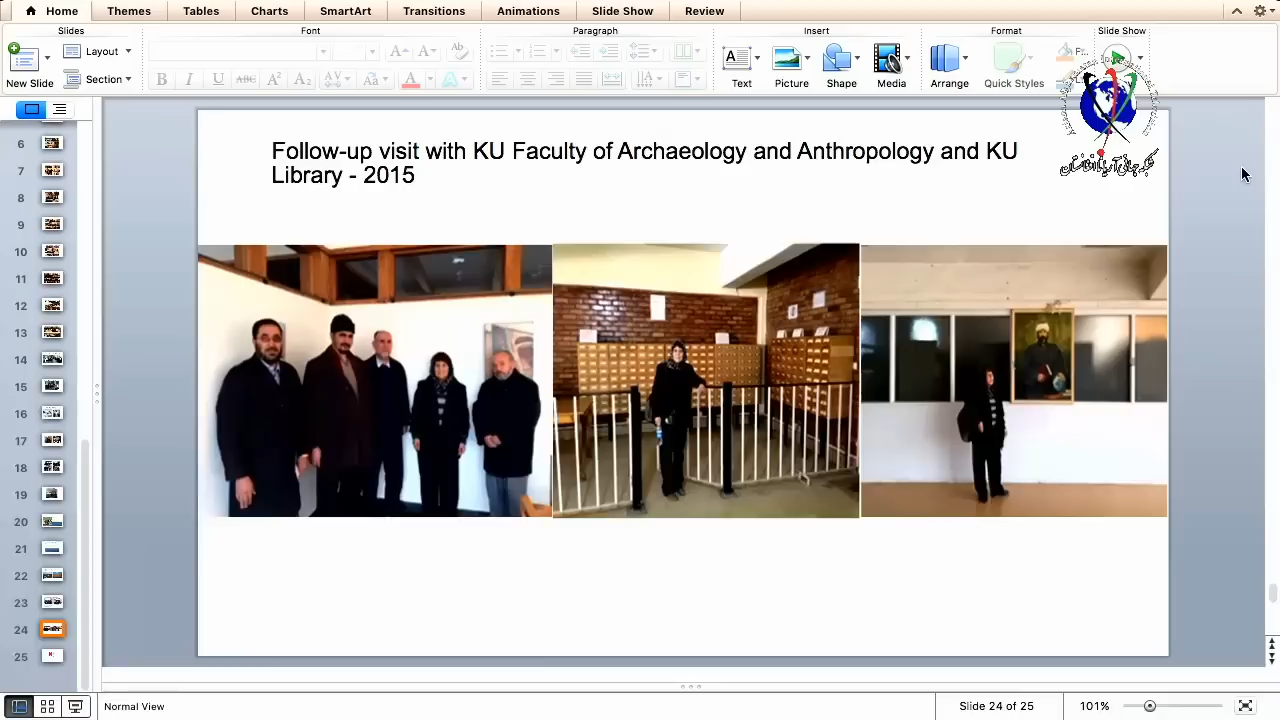 Home
Themes
Tables
Charts
SmartArt
Transitions
Animations
Slide Show
Review
Slides
Font
Paragraph
Insert
Format
Slide Show
New Slide
Layout
Section
B I U ABC
Text
Picture
Shape
Media
Arrange
Quick Styles
Follow-up visit with KU Faculty of Archaeology and Anthropology and KU
Library - 2015
6
7
8
9
10
11
12
13
14
15
16
17
18
19
20
21
22
23
24
25
Normal View
Slide 24 of 25
101%